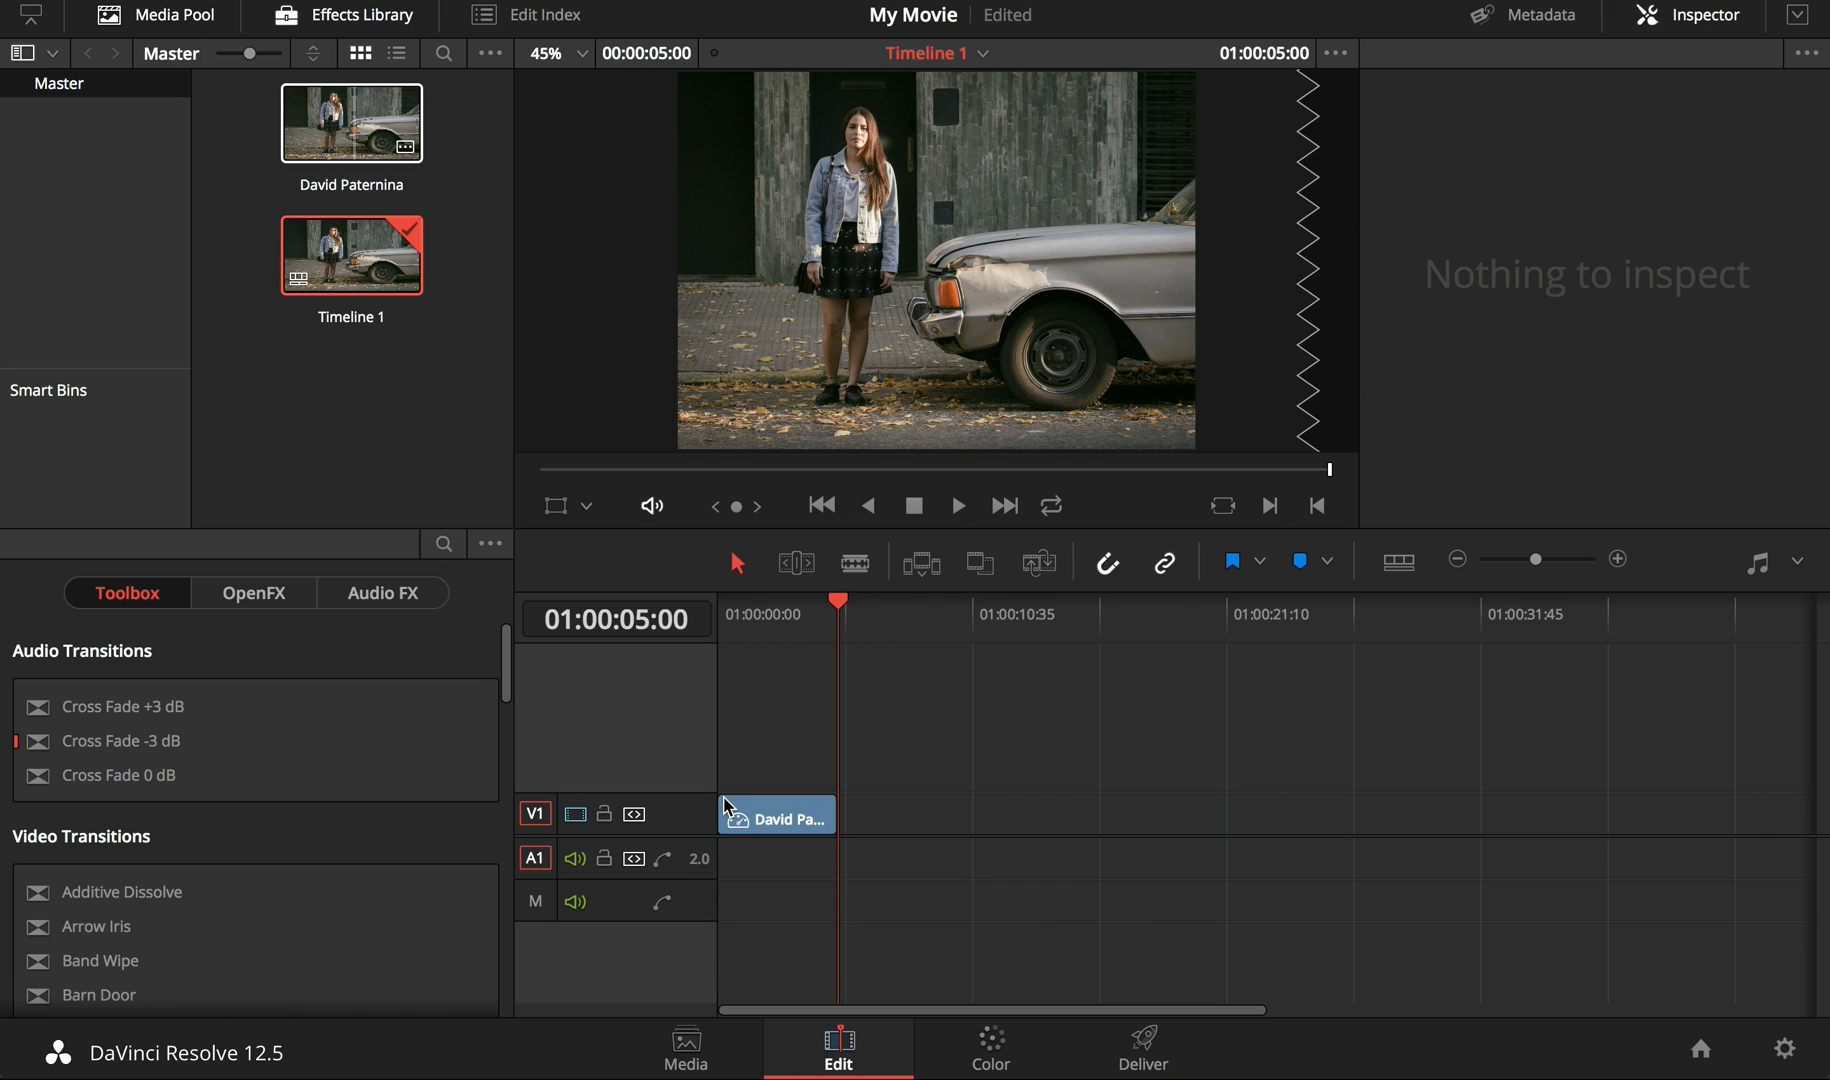 Media Pool
Effects Library
Edit Index
My Movie
Edited
Metadata
Inspector
Master
45%
00:00:05:00
Timeline 1
01:00:05:00
Master
David Paternina
Timeline 1
Smart Bins
Nothing to inspect
Toolbox
OpenFX
Audio FX
01:00:05:00
01:00:00:00
01:00:10:35
01:00:21:10
01:00:31:45
Audio Transitions
Cross Fade +3 dB
Cross Fade -3 dB
Cross Fade 0 dB
Video Transitions
Additive Dissolve
Arrow Iris
Band Wipe
Barn Door
V1
David Pa...
A1
2.0
M
DaVinci Resolve 12.5
Media
Edit
Color
Deliver